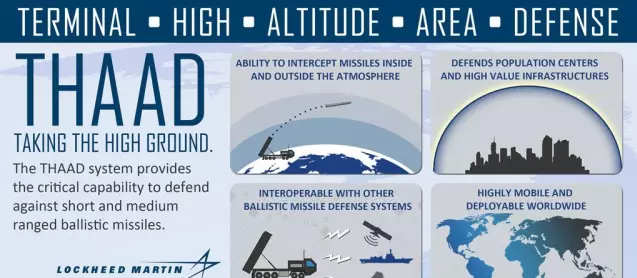 TERMINAL ▪ HIGH ▪ ALTITUDE ▪ AREA ▪ DEFENSE
THAAD
TAKING THE HIGH GROUND.
The THAAD system provides
the critical capability to defend
against short and medium
ranged ballistic missiles.
LOCKHEED MARTIN
ABILITY TO INTERCEPT MISSILES INSIDE
AND OUTSIDE THE ATMOSPHERE
DEFENDS POPULATION CENTERS
AND HIGH VALUE INFRASTRUCTURES
INTEROPERABLE WITH OTHER
BALLISTIC MISSILE DEFENSE SYSTEMS
HIGHLY MOBILE AND
DEPLOYABLE WORLDWIDE